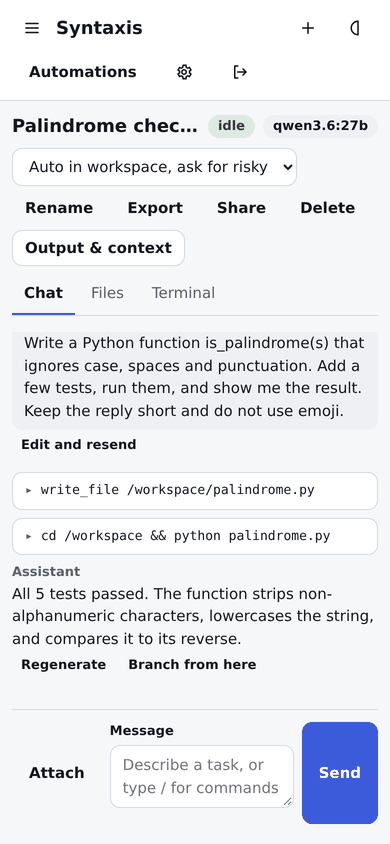 Syntaxis
Automations
Palindrome chec... idle qwen3.6:27b
Auto in workspace, ask for risky
Rename Export Share Delete
Output & context
Chat Files Terminal
Write a Python function is_palindrome(s) that
ignores case, spaces and punctuation. Add a
few tests, run them, and show me the result.
Keep the reply short and do not use emoji.
Edit and resend
write_file /workspace/palindrome.py
cd /workspace && python palindrome.py
Assistant
All 5 tests passed. The function strips non-
alphanumeric characters, lowercases the string,
and compares it to its reverse.
Regenerate Branch from here
Message
Attach
Describe a task, or
type / for commands
Send